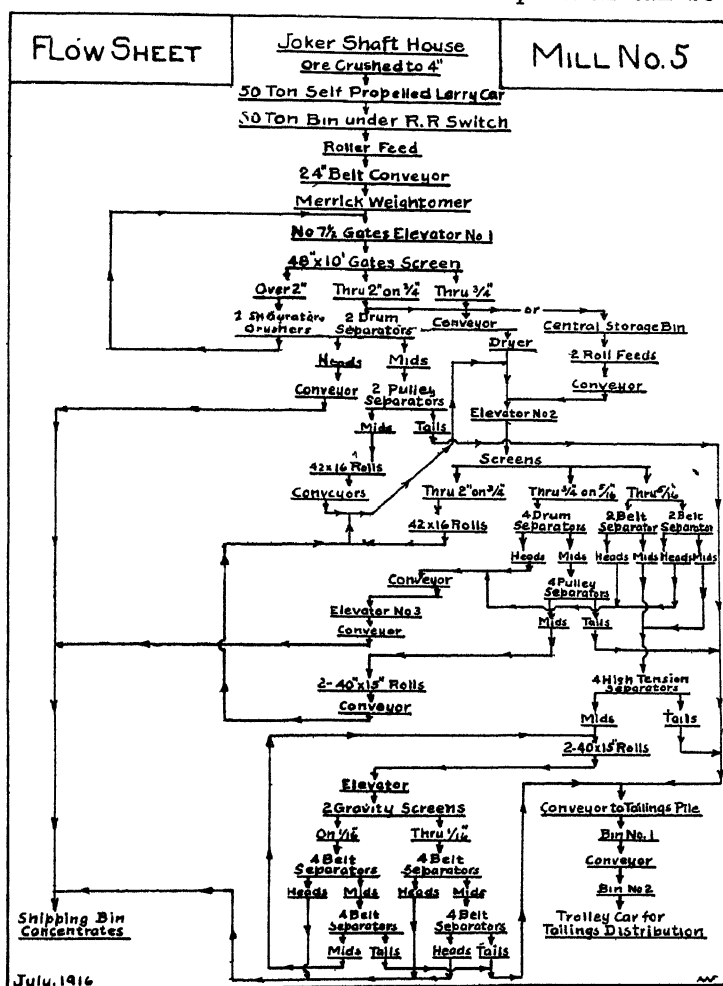 FLOW SHEET
Joker Shaft House
Ore Crushed to 4"
MILL No. 5
50 Ton Self Propelled Larry Car
50 Ton Bin under R.R Switch
Roller Feed
24" Belt Conveyor
Merrick Weightomer
No 7½ Gates Elevator No 1
48"x10' Gates Screen
Over 2"
Thru 2" on ¾"
Thru ¾"
or
Crushers
2 Drum
Separators
Conveyor
Central Storage Bin
Dryer
2 Roll Feeds
Conveyor
Heads
Mids
Conveyor
2 Pulley
Separators
Elevator No 2
Mids
Tails
Screens
42x16 Rolls
Conveyors
Thru 2" on ¾"
Thru ¾ on 5/16
Thru 5/16
42x16 Rolls
4 Drum
Separators
2 Belt
Separator
2 Belt
Separator
Heads
Mids
Heads
Mids
Heads
Mids
Conveyor
4 Pulley
Separators
Elevator No 3
Conveyor
Mids
Tails
2-40"x15" Rolls
Conveyor
4 High Tension
Separators
Mids
Tails
2-40x15" Rolls
Elevator
2 Gravity Screens
Conveyor to Tailings Pile
On 1/16"
Thru 1/16"
Bin No. 1
4 Belt
Separators
4 Belt
Separators
Conveyor
Heads
Mids
Heads
Mids
Bin No 2
4 Belt
Separators
4 Belt
Separators
Trolley Car for
Tailings Distribution
Shipping Bin
Concentrates
Mids
Tails
Heads
Tails
July, 1916